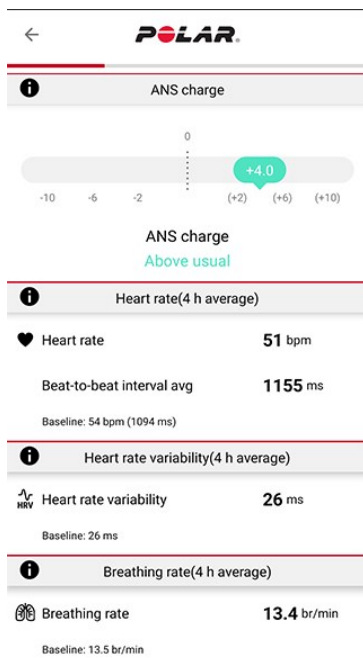 POLAR.
ANS charge
0
+4.0
-10 -6 -2 (+2) (+6) (+10)
ANS charge
Above usual
Heart rate(4 h average)
Heart rate 51 bpm
Beat-to-beat interval avg 1155 ms
Baseline: 54 bpm (1094 ms)
Heart rate variability(4 h average)
HRV Heart rate variability 26 ms
Baseline: 26 ms
Breathing rate(4 h average)
Breathing rate 13.4 br/min
Baseline: 13.5 br/min